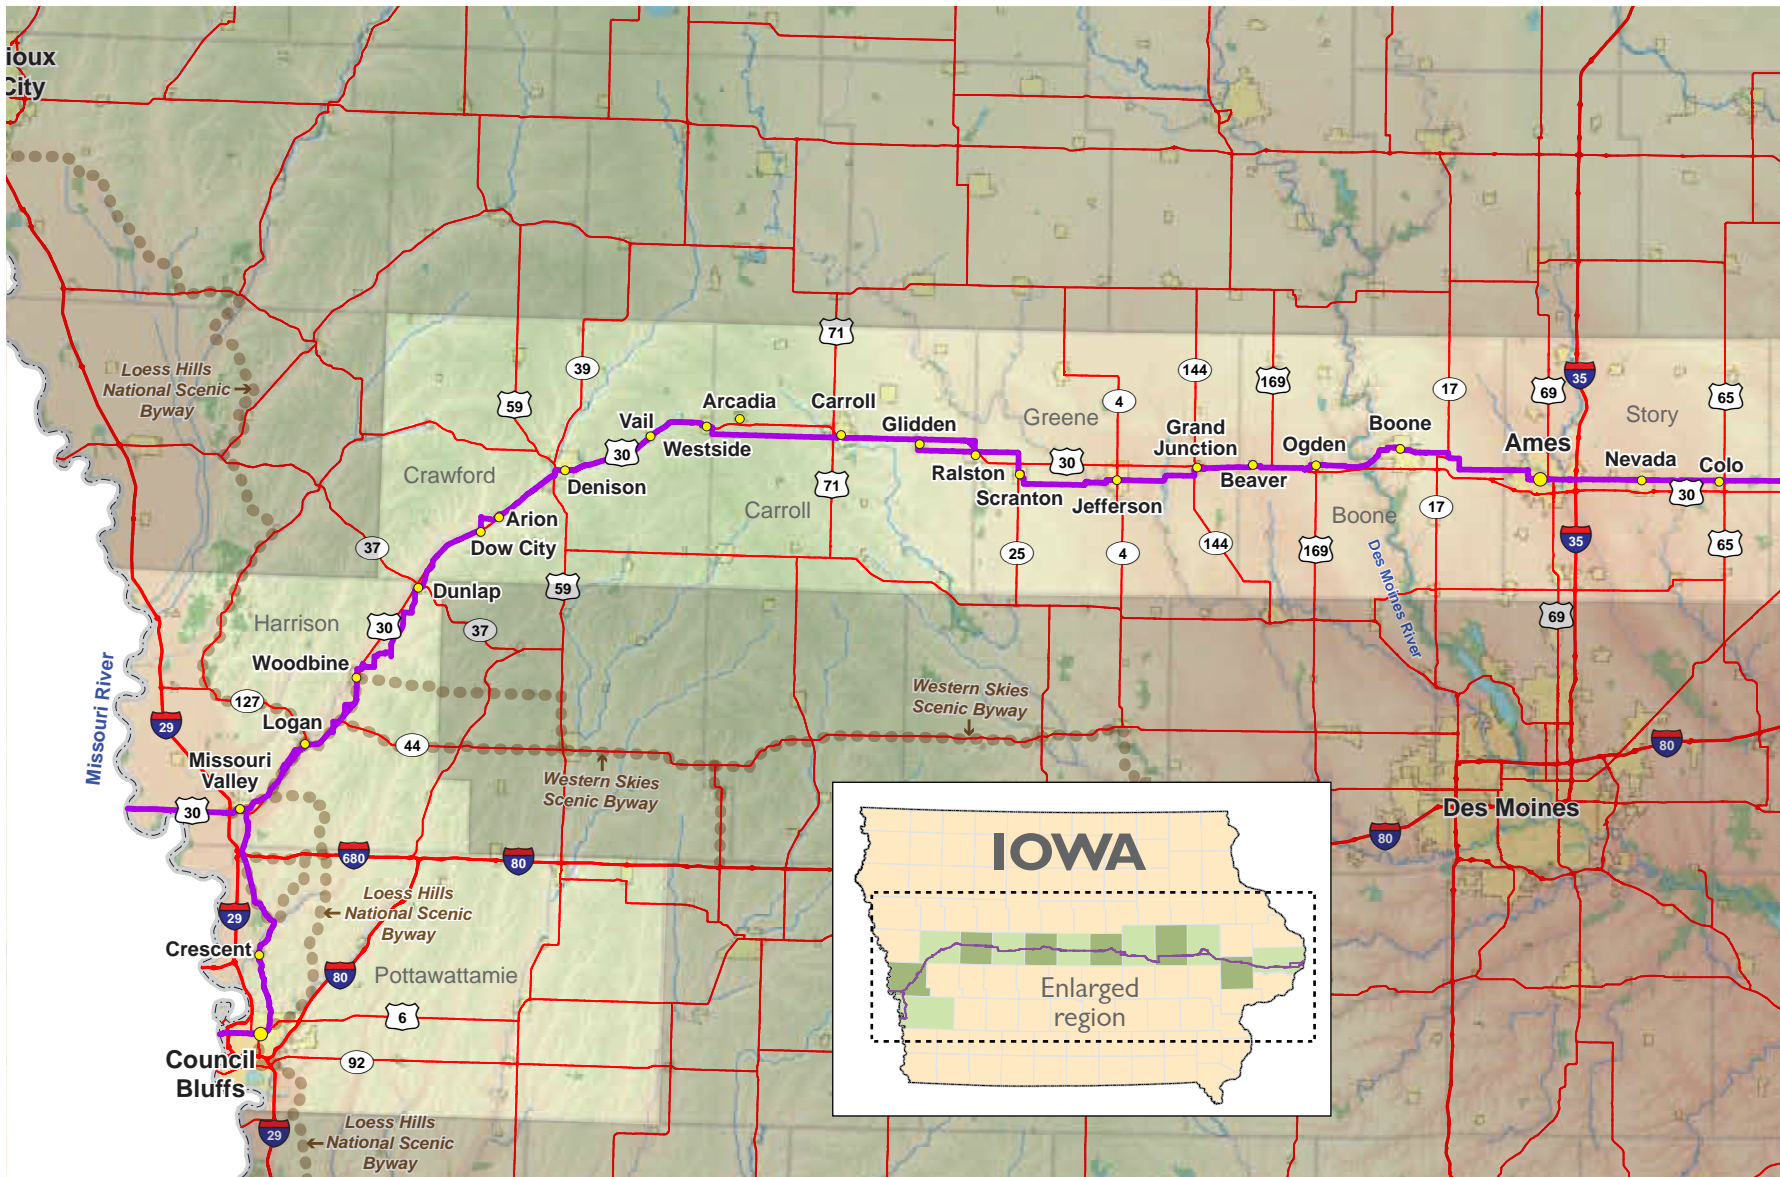 ioux
City
Loess Hills
National Scenic
Byway
71
39
59
144
169
4
17
69
35
65
Vail
Arcadia
Carroll
Glidden
Greene
Grand
Junction
Ogden
Boone
Ames
Story
30
Westside
Crawford
Denison
71
Carroll
Ralston
Scranton
30
Jefferson
Beaver
Nevada
Colo
30
Arion
Dow City
37
25
4
144
169
Boone
17
35
65
Des Moines River
Dunlap
59
69
Harrison
30
37
Woodbine
Missouri River
127
Logan
29
44
Western Skies
Scenic Byway
Western Skies
Scenic Byway
Missouri
Valley
30
80
Des Moines
80
680
80
Loess Hills
National Scenic
Byway
29
Crescent
80
Pottawattamie
6
Council
Bluffs
92
Loess Hills
National Scenic
Byway
29
IOWA
Enlarged
region